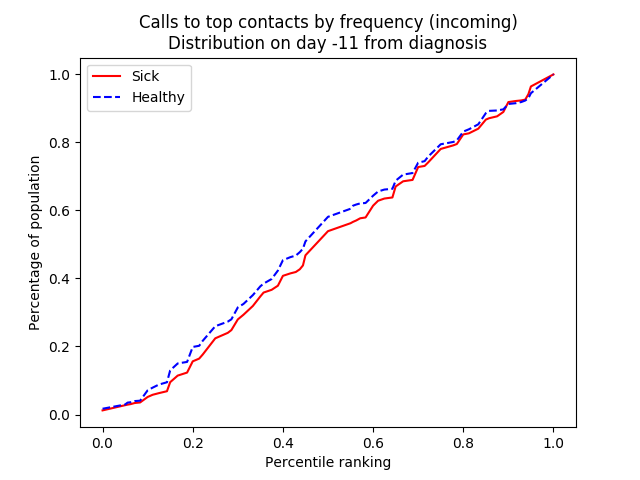 Calls to top contacts by frequency (incoming)
Distribution on day -11 from diagnosis
Sick
Healthy
1.0
0.8
0.6
0.4
0.2
0.0
Percentage of population
0.0 0.2 0.4 0.6 0.8 1.0
Percentile ranking